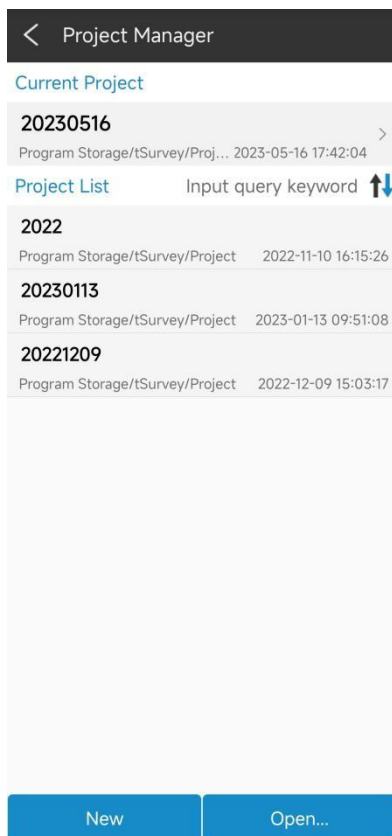 Project Manager
Current Project
20230516
Program Storage/tSurvey/Proj... 2023-05-16 17:42:04
Project List Input query keyword
2022
Program Storage/tSurvey/Project 2022-11-10 16:15:26
20230113
Program Storage/tSurvey/Project 2023-01-13 09:51:08
20221209
Program Storage/tSurvey/Project 2022-12-09 15:03:17
New Open...